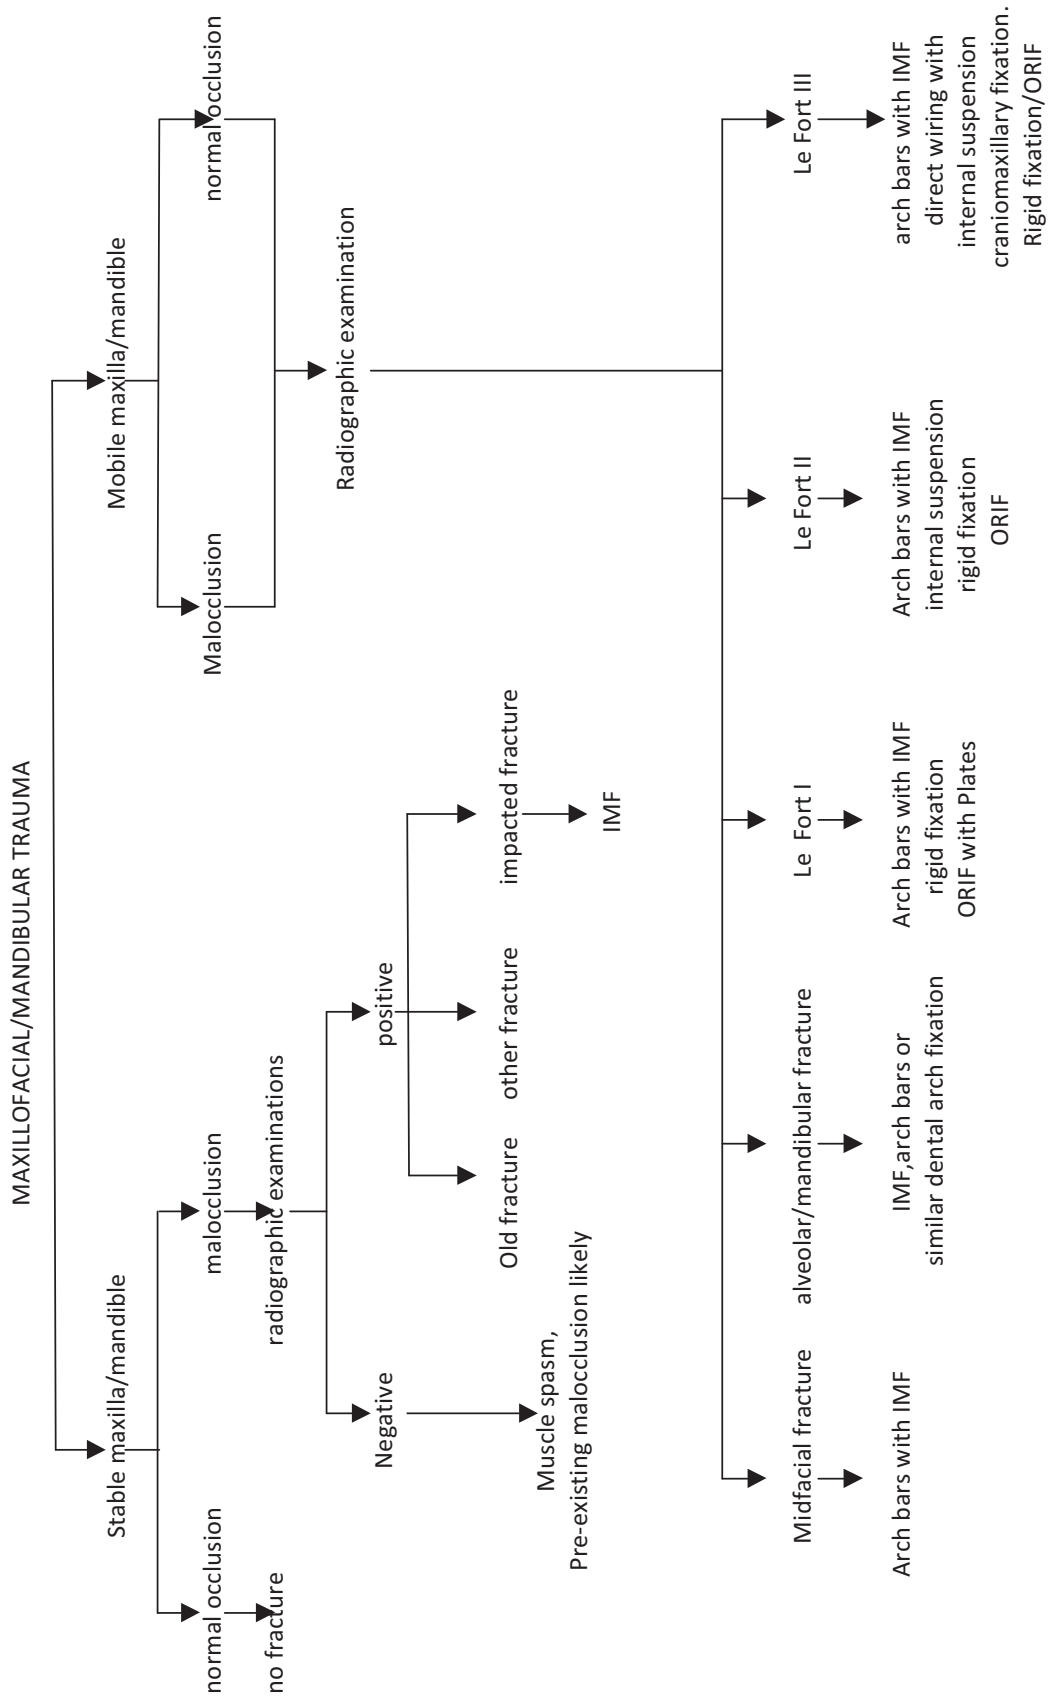 MAXILLOFACIAL/MANDIBULAR TRAUMA
Stable maxilla/mandible
Mobile maxilla/mandible
normal occlusion
malocclusion
Malocclusion
normal occlusion
no fracture
radiographic examinations
Radiographic examination
Negative
positive
Muscle spasm,
Pre-existing malocclusion likely
Old fracture
other fracture
impacted fracture
IMF
Midfacial fracture
alveolar/mandibular fracture
Le Fort I
Le Fort II
Le Fort III
Arch bars with IMF
IMF,arch bars or
similar dental arch fixation
Arch bars with IMF
rigid fixation
ORIF with Plates
Arch bars with IMF
internal suspension
rigid fixation
ORIF
arch bars with IMF
direct wiring with
internal suspension
craniomaxillary fixation.
Rigid fixation/ORIF